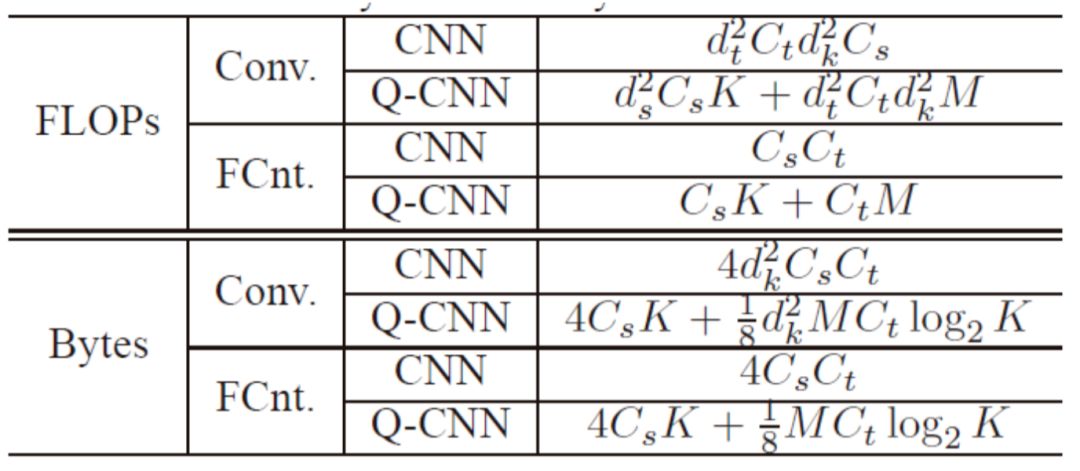 FLOPs Conv. CNN $d_t^2 C_t d_k^2 C_s$
Q-CNN $d_s^2 C_s K + d_t^2 C_t d_k^2 M$
FCnt. CNN $C_s C_t$
Q-CNN $C_s K + C_t M$
Bytes Conv. CNN $4 d_k^2 C_s C_t$
Q-CNN $4 C_s K + \frac{1}{8} d_k^2 M C_t \log_2 K$
FCnt. CNN $4 C_s C_t$
Q-CNN $4 C_s K + \frac{1}{8} M C_t \log_2 K$